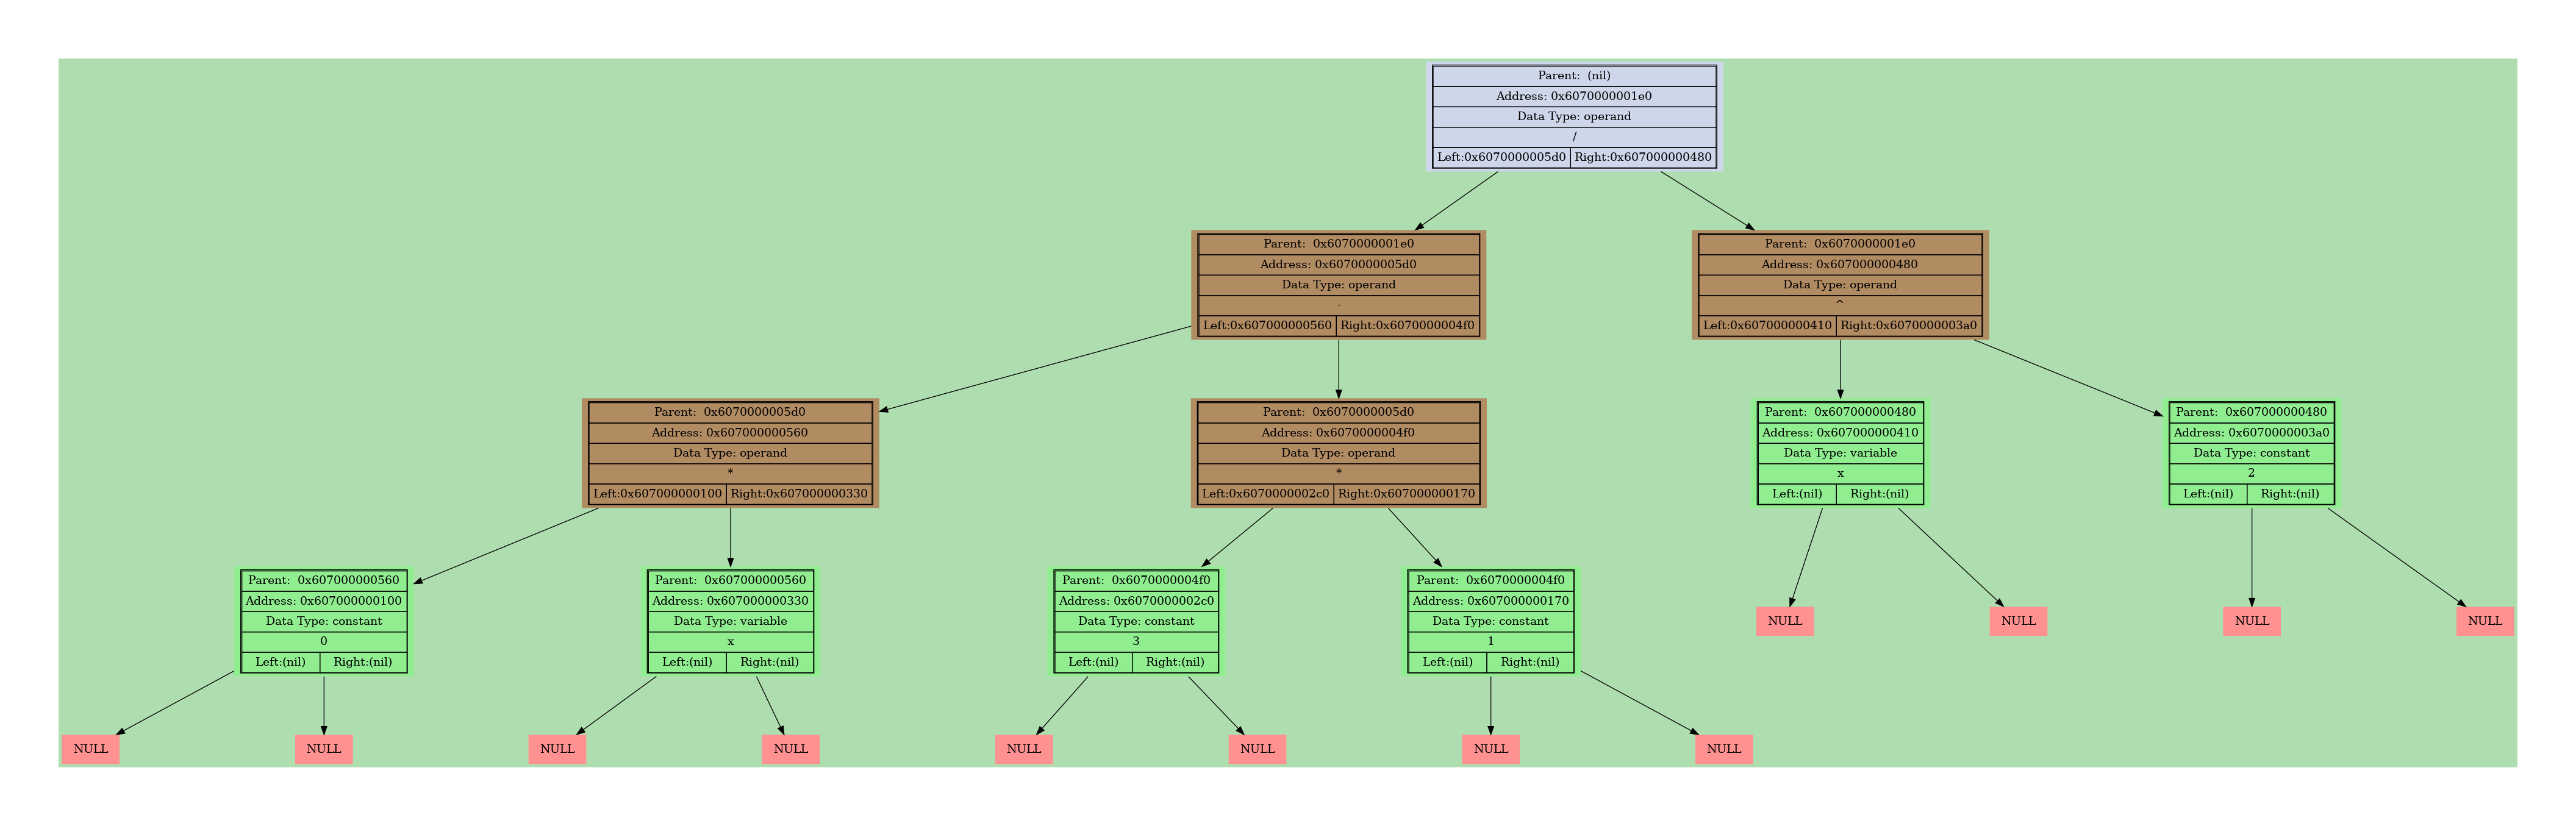 Parent:  (nil)
Address: 0x6070000001e0
Data Type: operand
/
Left:0x6070000005d0 Right:0x607000000480
Parent:  0x6070000001e0
Address: 0x6070000005d0
Data Type: operand
-
Left:0x607000000560 Right:0x6070000004f0
Parent:  0x6070000001e0
Address: 0x607000000480
Data Type: operand
^
Left:0x607000000410 Right:0x6070000003a0
Parent:  0x6070000005d0
Address: 0x607000000560
Data Type: operand
*
Left:0x607000000100 Right:0x607000000330
Parent:  0x6070000005d0
Address: 0x6070000004f0
Data Type: operand
*
Left:0x6070000002c0 Right:0x607000000170
Parent:  0x607000000480
Address: 0x607000000410
Data Type: variable
x
Left:(nil) Right:(nil)
Parent:  0x607000000480
Address: 0x6070000003a0
Data Type: constant
2
Left:(nil) Right:(nil)
Parent:  0x607000000560
Address: 0x607000000100
Data Type: constant
0
Left:(nil) Right:(nil)
Parent:  0x607000000560
Address: 0x607000000330
Data Type: variable
x
Left:(nil) Right:(nil)
Parent:  0x6070000004f0
Address: 0x6070000002c0
Data Type: constant
3
Left:(nil) Right:(nil)
Parent:  0x6070000004f0
Address: 0x607000000170
Data Type: constant
1
Left:(nil) Right:(nil)
NULL
NULL
NULL
NULL
NULL
NULL
NULL
NULL
NULL
NULL
NULL
NULL